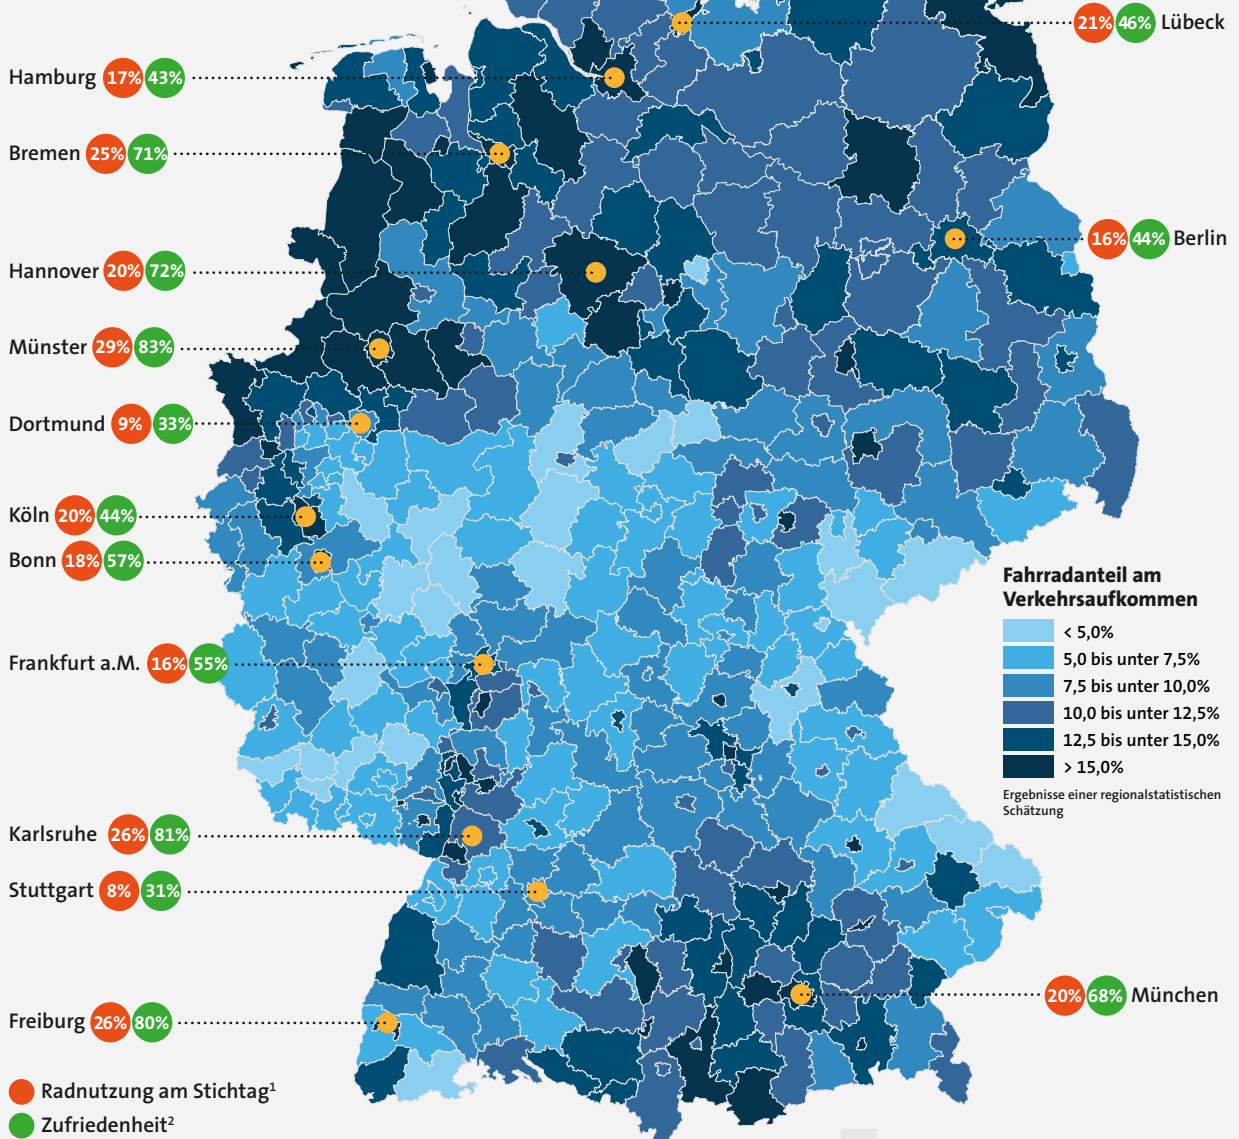 21% 46% Lübeck
Hamburg 17% 43%
Bremen 25% 71%
16% 44% Berlin
Hannover 20% 72%
Münster 29% 83%
Dortmund 9% 33%
Köln 20% 44%
Bonn 18% 57%
Fahrradanteil am
Verkehrsaufkommen
< 5,0%
5,0 bis unter 7,5%
7,5 bis unter 10,0%
10,0 bis unter 12,5%
12,5 bis unter 15,0%
> 15,0%
Ergebnisse einer regionalstatistischen
Schätzung
Frankfurt a.M. 16% 55%
Karlsruhe 26% 81%
Stuttgart 8% 31%
20% 68% München
Freiburg 26% 80%
Radnutzung am Stichtag¹
Zufriedenheit²